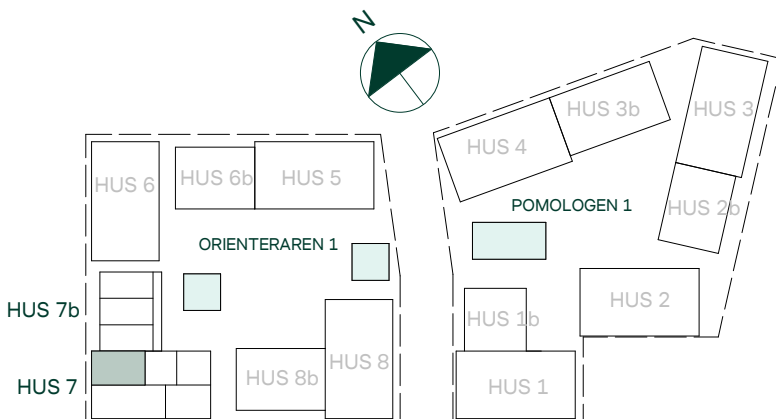 N
HUS 3b
HUS 3
HUS 4
HUS 6
HUS 6b
HUS 5
POMOLOGEN 1
HUS 2b
ORIENTERAREN 1
HUS 7b
HUS 1b
HUS 2
HUS 8
HUS 8b
HUS 7
HUS 1